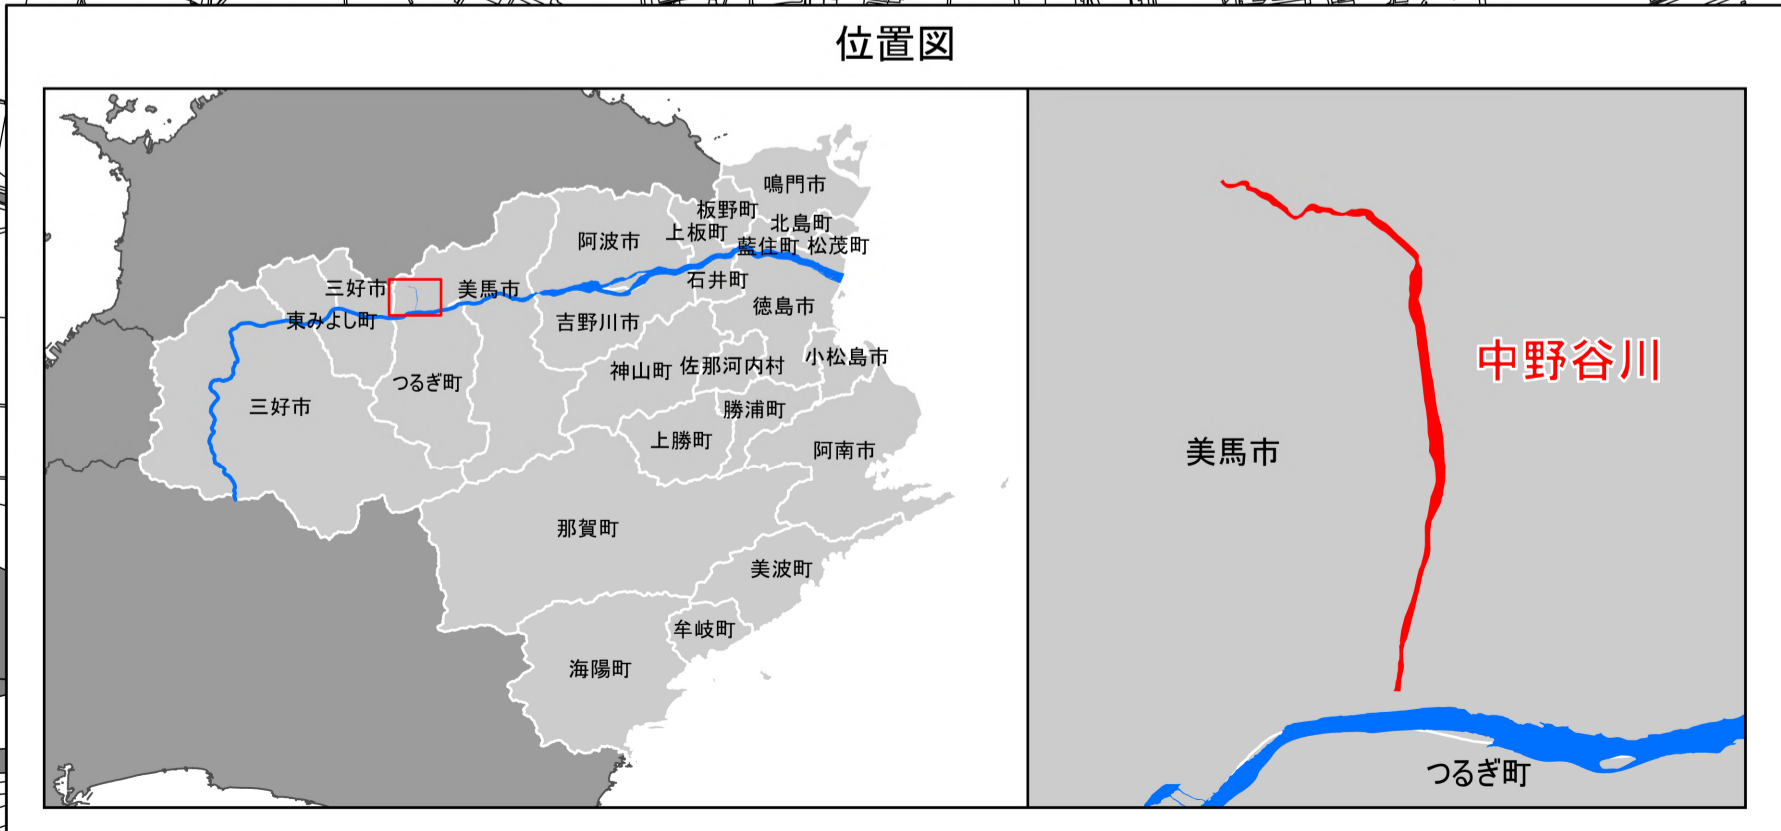 位置図
鳴門市
板野町
北島町
上板町
阿波市
藍住町
松茂町
石井町
三好市
美馬市
徳島市
東みよし町
吉野川市
小松島市
神山町
佐那河内村
つるぎ町
三好市
勝浦町
上勝町
阿南市
那賀町
美波町
牟岐町
海陽町
中野谷川
美馬市
つるぎ町